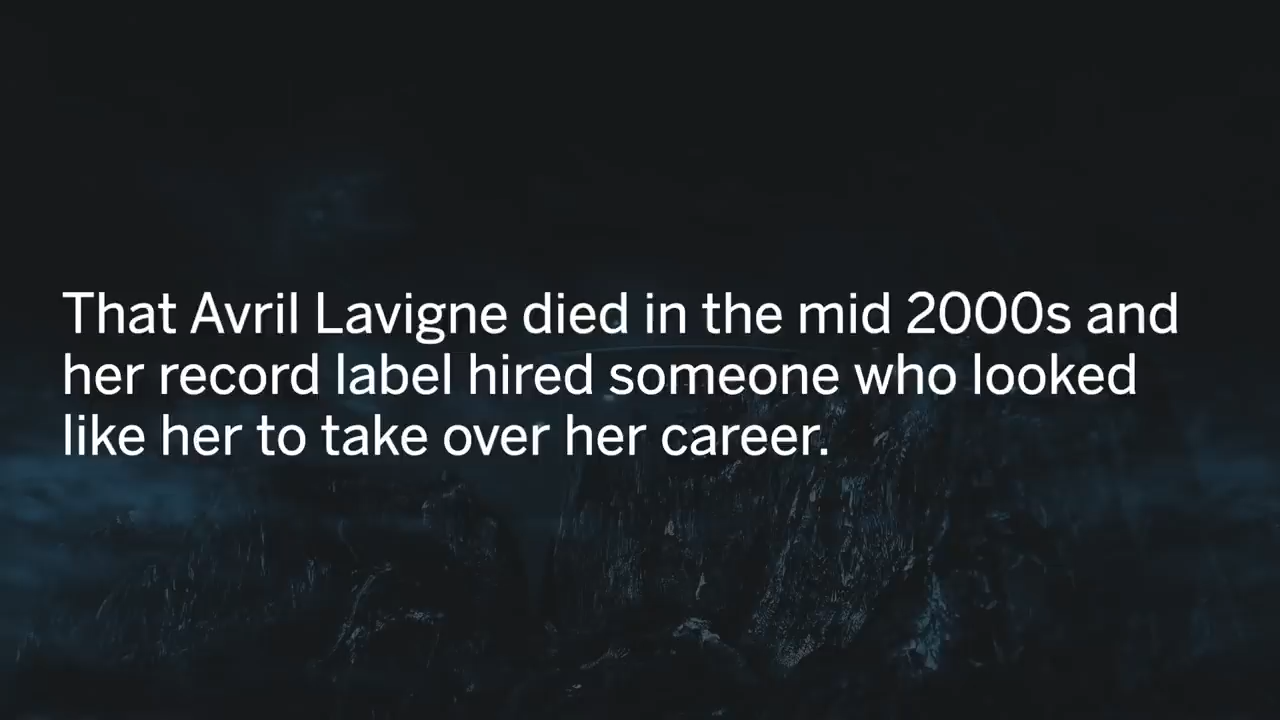 That Avril Lavigne died in the mid 2000s and
her record label hired someone who looked
like her to take over her career.